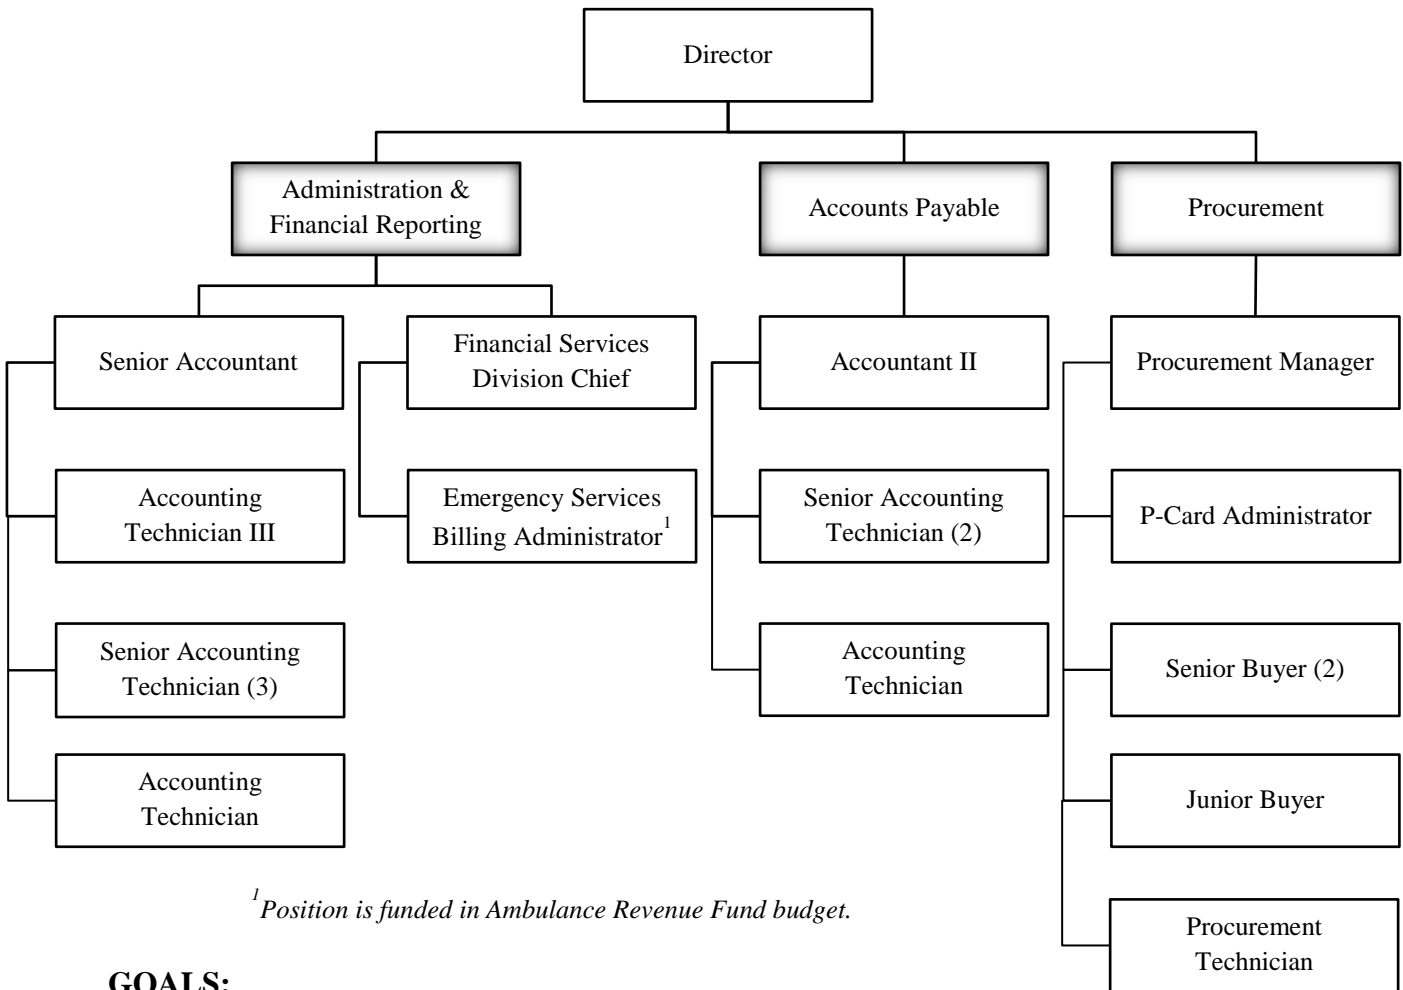 Director
Administration &
Financial Reporting
Accounts Payable
Procurement
Senior Accountant
Financial Services
Division Chief
Accountant II
Procurement Manager
Accounting
Technician III
Emergency Services
Billing Administrator1
Senior Accounting
Technician (2)
P-Card Administrator
Senior Accounting
Technician (3)
Accounting
Technician
Senior Buyer (2)
Accounting
Technician
Junior Buyer
1Position is funded in Ambulance Revenue Fund budget.
Procurement
Technician
GOALS: